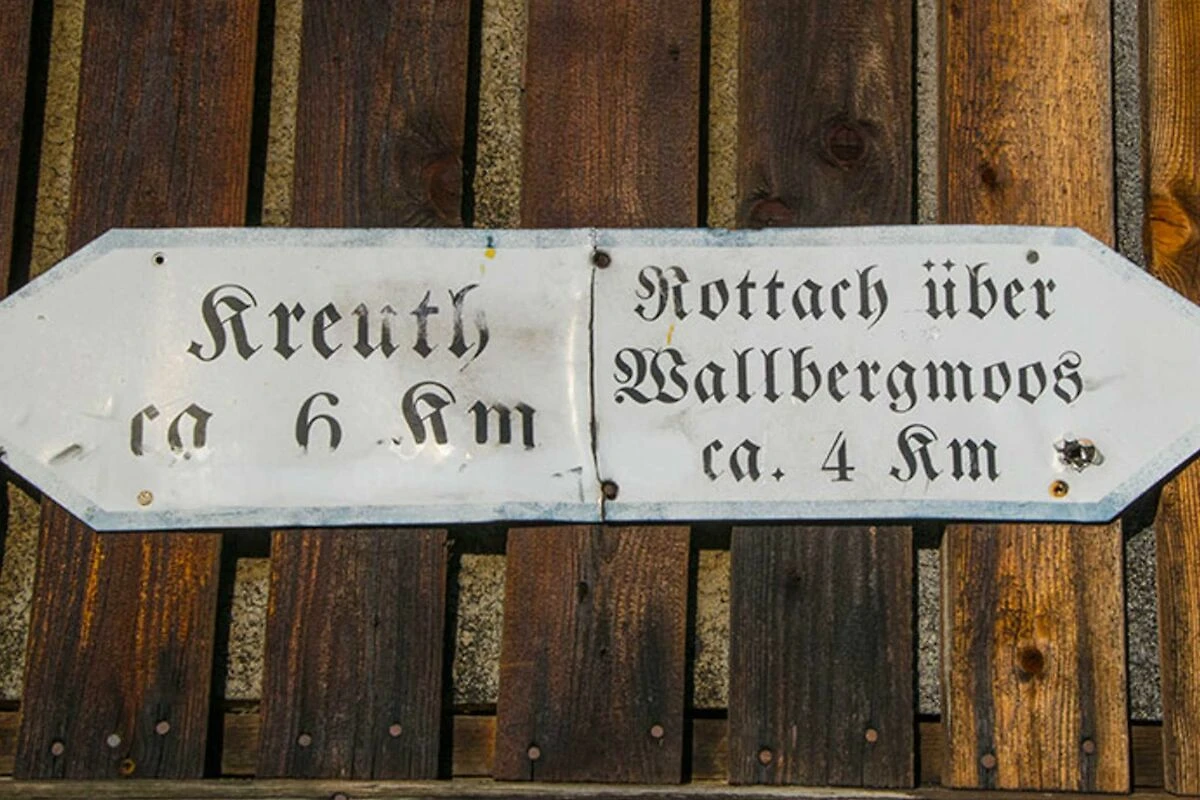 Kreuth
ca 6 Km
Rottach über
Wallbergmoos
ca. 4 Km